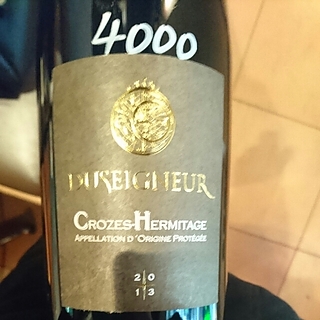 4000
DUSEIGNEUR
CROZES-HERMITAGE
APPELLATION D'ORIGINE PROTÉGÉE
20
13